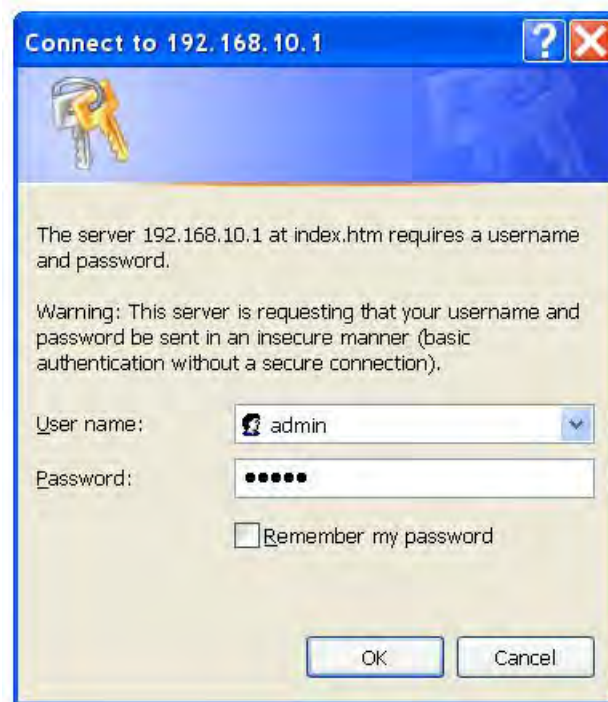 Connect to 192.168.10.1
The server 192.168.10.1 at index.htm requires a username
and password.
Warning: This server is requesting that your username and
password be sent in an insecure manner (basic
authentication without a secure connection).
User name:
admin
Password:
•••••
Remember my password
OK
Cancel